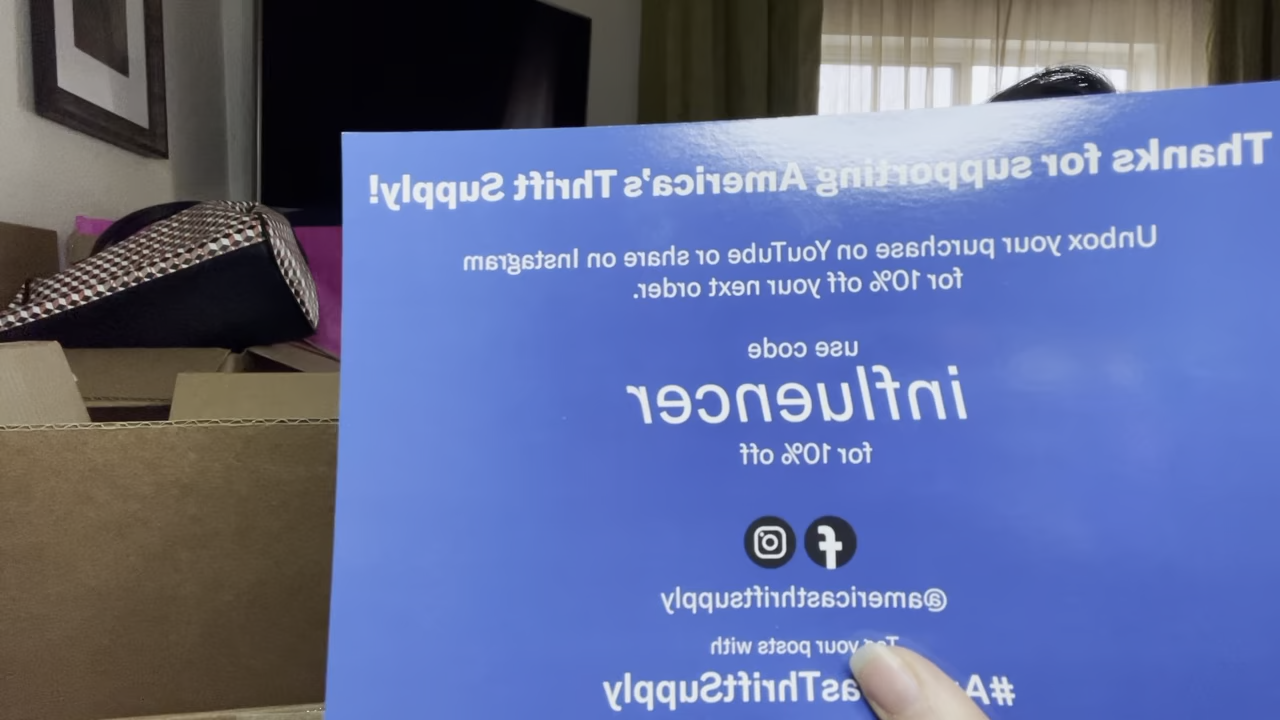 Thanks for supporting America's Thrift Supply!
Unbox your purchase on YouTube or share on Instagram
for 10% off your next order.
use code
influencer
for 10% off
@americasthriftsupply
your posts with
asThriftSupply